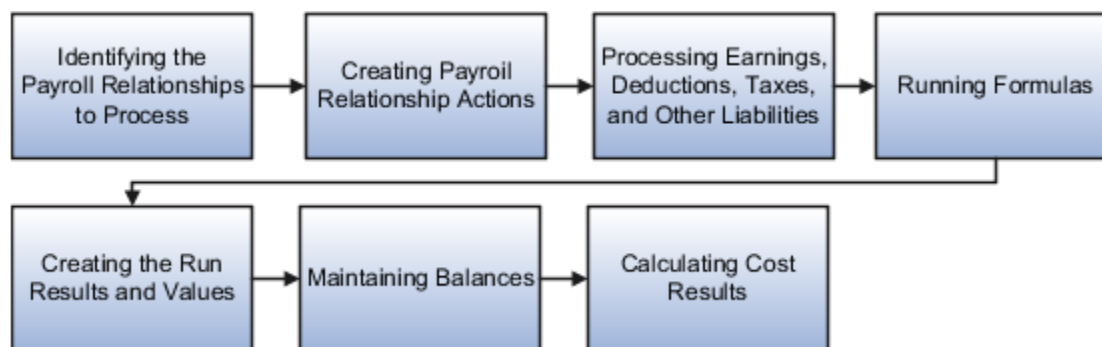 Identifying the
Payroll Relationships
to Process
Creating Payroil
Relationship Actions
Processing Earnings,
Deductions, Taxes,
and Other Liabilities
Running Formulas
Creating the Run
Results and Values
Maintaining Balances
Calculating Cost
Results